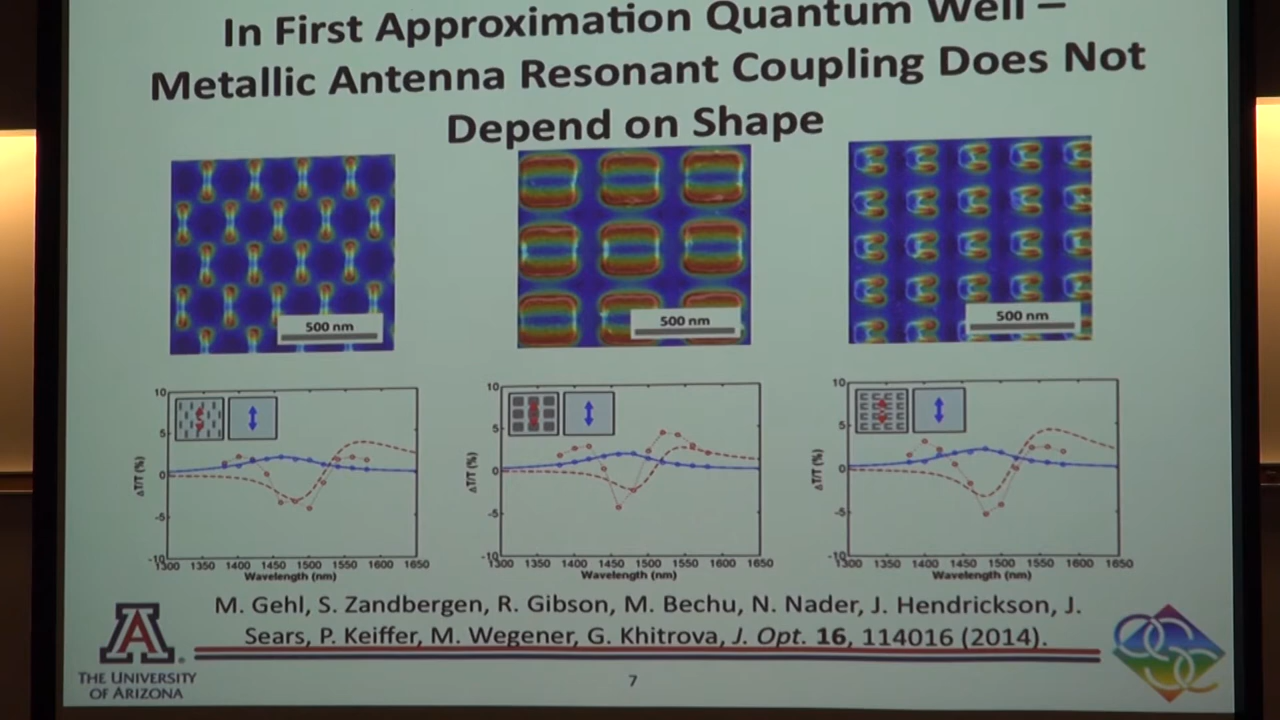 In First Approximation Quantum Well –
Metallic Antenna Resonant Coupling Does Not
Depend on Shape
500 nm
500 nm
500 nm
10
5
0
-5
-10
ΔT/T (%)
1300 1350 1400 1450 1500 1550 1600 1650
Wavelength (nm)
10
5
0
-5
-10
ΔT/T (%)
1300 1350 1400 1450 1500 1550 1600 1650
Wavelength (nm)
10
5
0
-5
-10
ΔT/T (%)
1300 1350 1400 1450 1500 1550 1600 1650
Wavelength (nm)
M. Gehl, S. Zandbergen, R. Gibson, M. Bechu, N. Nader, J. Hendrickson, J.
Sears, P. Keiffer, M. Wegener, G. Khitrova, J. Opt. 16, 114016 (2014).
A
THE UNIVERSITY
OF ARIZONA
7
OSC